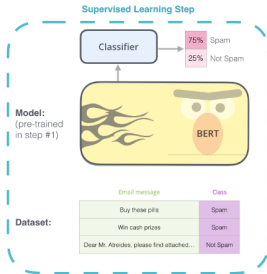 Supervised Learning Step
Classifier
75% Spam
25% Not Spam
Model:
(pre-trained
in step #1)
BERT
Email message Class
Dataset:
Buy these pills Spam
Win cash prizes Spam
Dear Mr. Atreides, please find attached... Not Spam